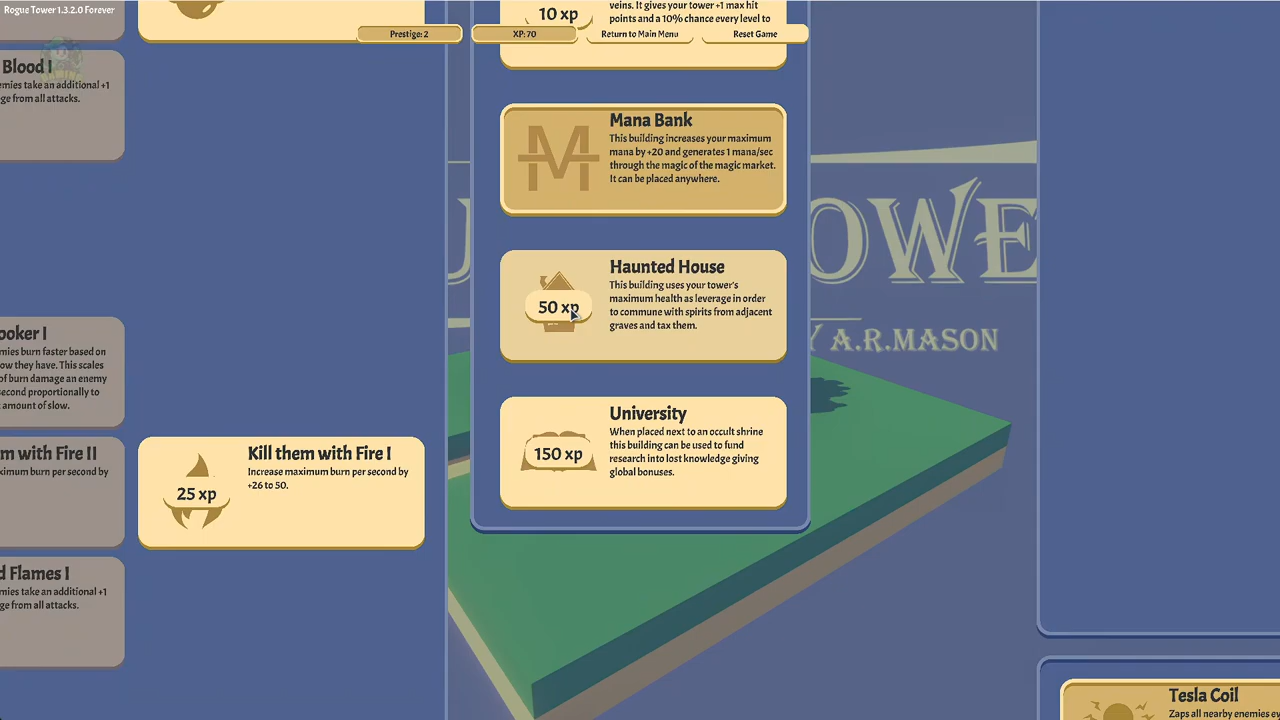 Rogue Tower 1.3.2.0 Forever
Prestige: 2
XP: 70
Return to Main Menu
Reset Game
10 xp
veins. It gives your tower +1 max hit
points and a 10% chance every level to
Blood I
emies take an additional +1
ge from all attacks.
Mana Bank
This building increases your maximum
mana by +20 and generates 1 mana/sec
through the magic of the magic market.
It can be placed anywhere.
Haunted House
50 xp
This building uses your tower's
maximum health as leverage in order
to commune with spirits from adjacent
graves and tax them.
University
150 xp
When placed next to an occult shrine
this building can be used to fund
research into lost knowledge giving
global bonuses.
ooker I
mies burn faster based on
ow they have. This scales
of burn damage an enemy
second proportionally to
amount of slow.
m with Fire II
ximum burn per second by
Kill them with Fire I
25 xp
Increase maximum burn per second by
+26 to 50.
d Flames I
mies take an additional +1
ge from all attacks.
U
OWE
Y A.R.MASON
Tesla Coil
Zaps all nearby enemies ev